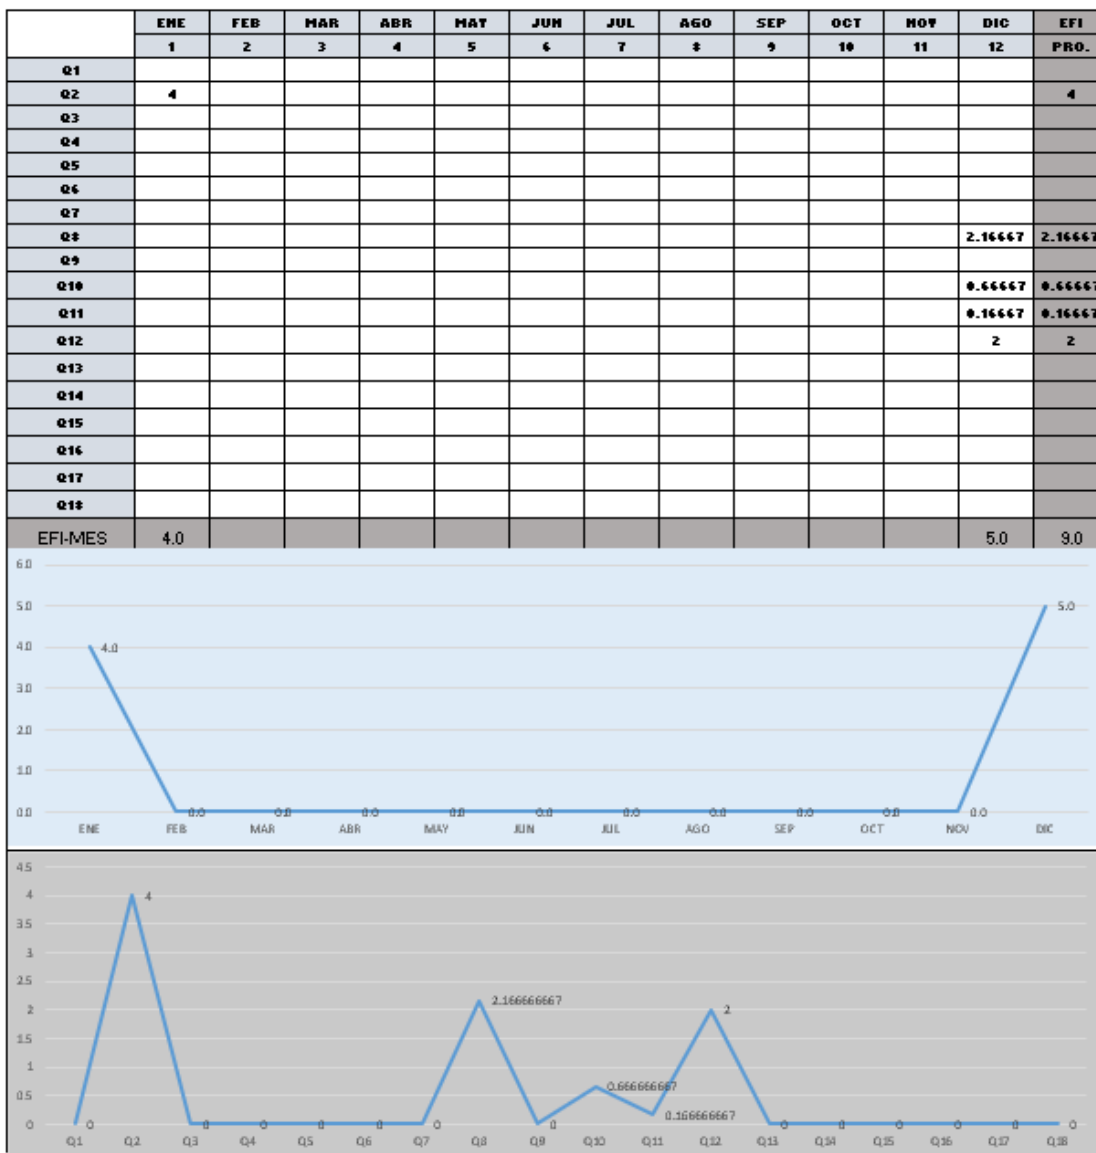 ENE FEB MAR ABR MAY JUN JUL AGO SEP OCT NOV DIC EFI
1 2 3 4 5 6 7 8 9 10 11 12 PRO.
Q1
Q2 4 4
Q3
Q4
Q5
Q6
Q7
Q8 2.16667 2.16667
Q9
Q10 0.66667 0.66667
Q11 0.16667 0.16667
Q12 2 2
Q13
Q14
Q15
Q16
Q17
Q18
EFI-MES 4.0 5.0 9.0
6.0
5.0 5.0
4.0 4.0
3.0
2.0
1.0
0.0 0.0 0.0 0.0 0.0 0.0 0.0 0.0 0.0 0.0 0.0
ENE FEB MAR ABR MAY JUN JUL AGO SEP OCT NOV DIC
4.5
4 4
3.5
3
2.5
2.166666667
2 2
1.5
1
0.666666667
0.5
0.166666667
0 0 0 0 0 0 0 0 0 0 0 0 0 0
Q1 Q2 Q3 Q4 Q5 Q6 Q7 Q8 Q9 Q10 Q11 Q12 Q13 Q14 Q15 Q16 Q17 Q18